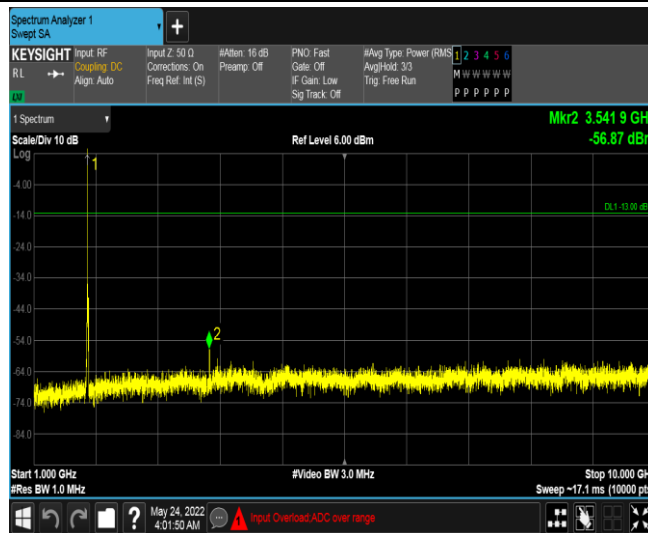 Spectrum Analyzer 1
Swept SA
KEYSIGHT
RL
Input: RF
Coupling: DC
Align: Auto
Input Z: 50 Ω
Corrections: On
Freq Ref: Int (S)
#Atten: 16 dB
Preamp: Off
PNO: Fast
Gate: Off
IF Gain: Low
Sig Track: Off
#Avg Type: Power (RMS
Avg|Hold: 3/3
Trig: Free Run
1 2 3 4 5 6
M W W W W W
P P P P P P
1 Spectrum
Mkr2 3.541 9 GH
Scale/Div 10 dB
Ref Level 6.00 dBm
-56.87 dBr
Log
1
-4.00
DL1 -13.00 dB
-14.0
-24.0
-34.0
-44.0
2
-54.0
-64.0
-74.0
-84.0
Start 1.000 GHz
#Video BW 3.0 MHz
Stop 10.000 GH
#Res BW 1.0 MHz
Sweep ~17.1 ms (10000 pts
?
May 24, 2022
4:01:50 AM
Input Overload;ADC over range